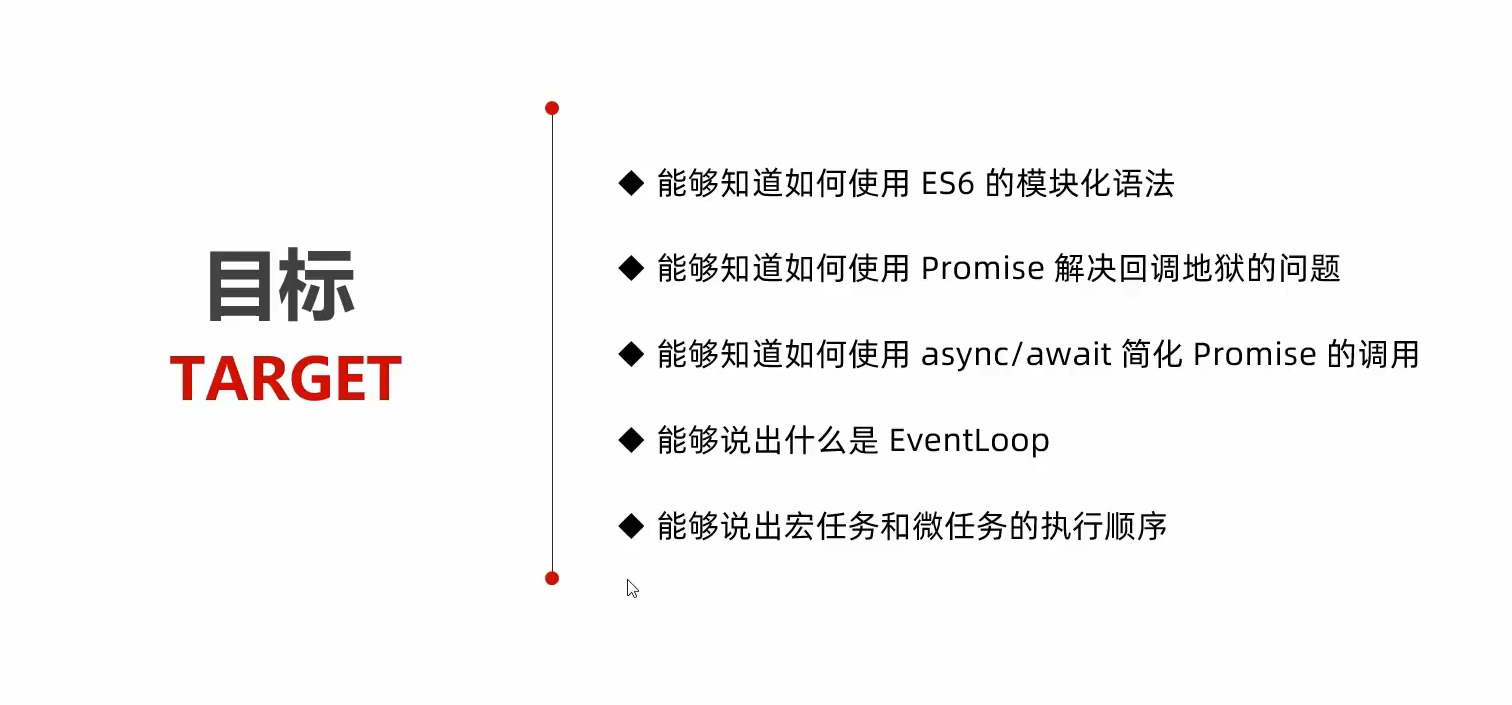 目标
TARGET
◆ 能够知道如何使用 ES6 的模块化语法
◆ 能够知道如何使用 Promise 解决回调地狱的问题
◆ 能够知道如何使用 async/await 简化 Promise 的调用
◆ 能够说出什么是 EventLoop
◆ 能够说出宏任务和微任务的执行顺序